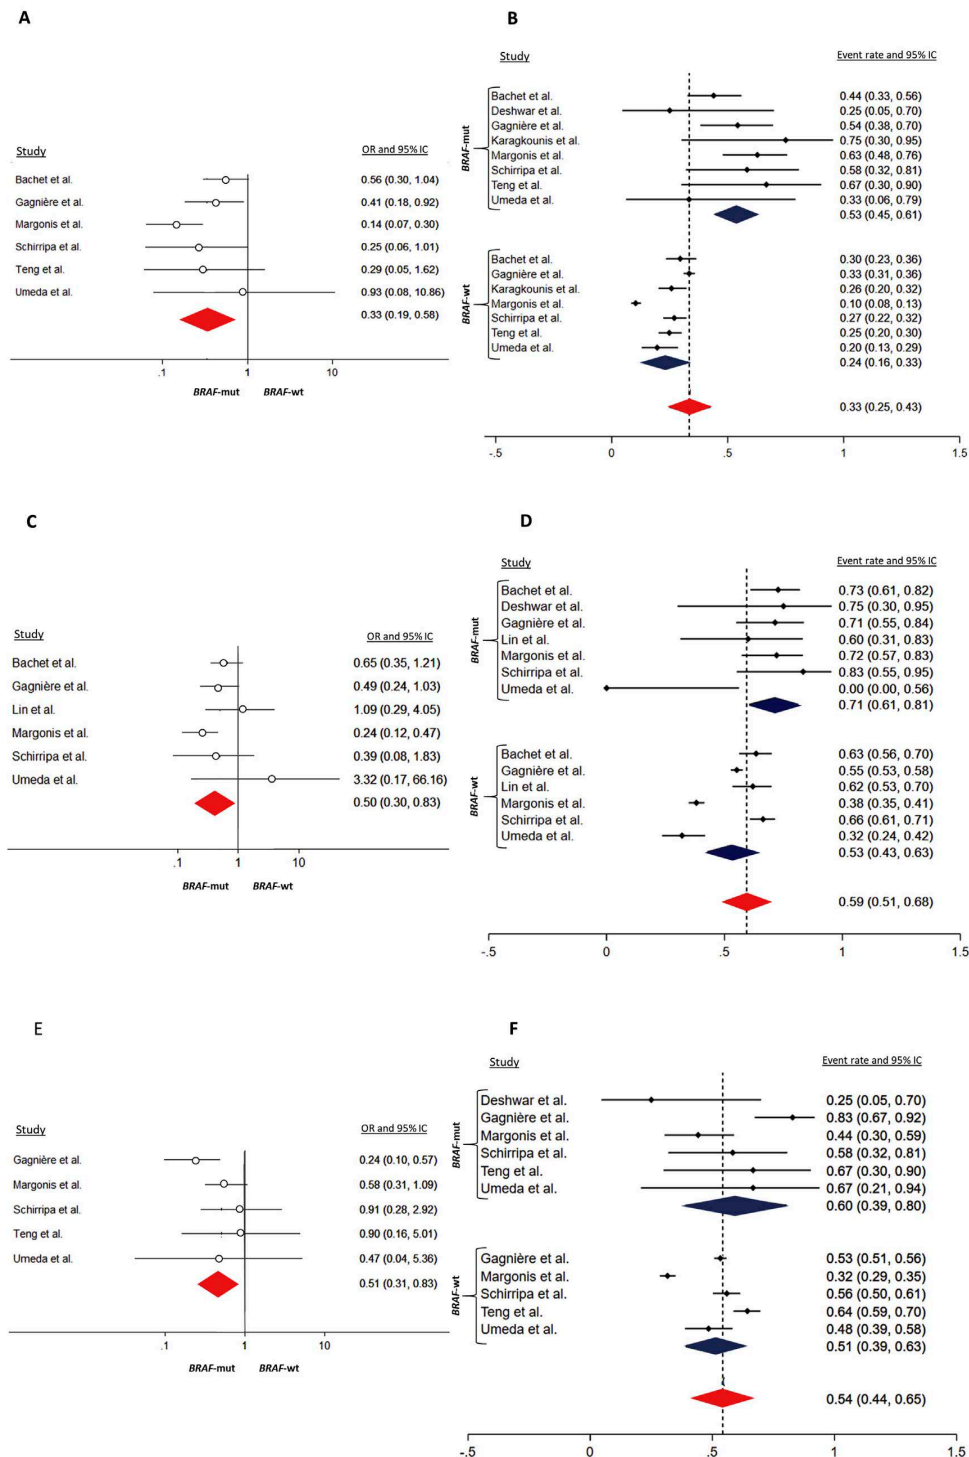 A
Study
OR and 95% IC
Bachet et al. 0.56 (0.30, 1.04)
Gagnière et al. 0.41 (0.18, 0.92)
Margonis et al. 0.14 (0.07, 0.30)
Schirripa et al. 0.25 (0.06, 1.01)
Teng et al. 0.29 (0.05, 1.62)
Umeda et al. 0.93 (0.08, 10.86)
0.33 (0.19, 0.58)
.1 1 10
BRAF-mut BRAF-wt
B
Study
Event rate and 95% IC
BRAF-mut
Bachet et al. 0.44 (0.33, 0.56)
Deshwar et al. 0.25 (0.05, 0.70)
Gagnière et al. 0.54 (0.38, 0.70)
Karagkounis et al. 0.75 (0.30, 0.95)
Margonis et al. 0.63 (0.48, 0.76)
Schirripa et al. 0.58 (0.32, 0.81)
Teng et al. 0.67 (0.30, 0.90)
Umeda et al. 0.33 (0.06, 0.79)
0.53 (0.45, 0.61)
BRAF-wt
Bachet et al. 0.30 (0.23, 0.36)
Gagnière et al. 0.33 (0.31, 0.36)
Karagkounis et al. 0.26 (0.20, 0.32)
Margonis et al. 0.10 (0.08, 0.13)
Schirripa et al. 0.27 (0.22, 0.32)
Teng et al. 0.25 (0.20, 0.30)
Umeda et al. 0.20 (0.13, 0.29)
0.24 (0.16, 0.33)
0.33 (0.25, 0.43)
-.5 0 .5 1 1.5
C
Study
OR and 95% IC
Bachet et al. 0.65 (0.35, 1.21)
Gagnière et al. 0.49 (0.24, 1.03)
Lin et al. 1.09 (0.29, 4.05)
Margonis et al. 0.24 (0.12, 0.47)
Schirripa et al. 0.39 (0.08, 1.83)
Umeda et al. 3.32 (0.17, 66.16)
0.50 (0.30, 0.83)
.1 1 10
BRAF-mut BRAF-wt
D
Study
Event rate and 95% IC
BRAF-mut
Bachet et al. 0.73 (0.61, 0.82)
Deshwar et al. 0.75 (0.30, 0.95)
Gagnière et al. 0.71 (0.55, 0.84)
Lin et al. 0.60 (0.31, 0.83)
Margonis et al. 0.72 (0.57, 0.83)
Schirripa et al. 0.83 (0.55, 0.95)
Umeda et al. 0.00 (0.00, 0.56)
0.71 (0.61, 0.81)
BRAF-wt
Bachet et al. 0.63 (0.56, 0.70)
Gagnière et al. 0.55 (0.53, 0.58)
Lin et al. 0.62 (0.53, 0.70)
Margonis et al. 0.38 (0.35, 0.41)
Schirripa et al. 0.66 (0.61, 0.71)
Umeda et al. 0.32 (0.24, 0.42)
0.53 (0.43, 0.63)
0.59 (0.51, 0.68)
-.5 0 .5 1 1.5
E
Study
OR and 95% IC
Gagnière et al. 0.24 (0.10, 0.57)
Margonis et al. 0.58 (0.31, 1.09)
Schirripa et al. 0.91 (0.28, 2.92)
Teng et al. 0.90 (0.16, 5.01)
Umeda et al. 0.47 (0.04, 5.36)
0.51 (0.31, 0.83)
.1 1 10
BRAF-mut BRAF-wt
F
Study
Event rate and 95% IC
BRAF-mut
Deshwar et al. 0.25 (0.05, 0.70)
Gagnière et al. 0.83 (0.67, 0.92)
Margonis et al. 0.44 (0.30, 0.59)
Schirripa et al. 0.58 (0.32, 0.81)
Teng et al. 0.67 (0.30, 0.90)
Umeda et al. 0.67 (0.21, 0.94)
0.60 (0.39, 0.80)
BRAF-wt
Gagnière et al. 0.53 (0.51, 0.56)
Margonis et al. 0.32 (0.29, 0.35)
Schirripa et al. 0.56 (0.50, 0.61)
Teng et al. 0.64 (0.59, 0.70)
Umeda et al. 0.48 (0.39, 0.58)
0.51 (0.39, 0.63)
0.54 (0.44, 0.65)
-.5 0 .5 1 1.5